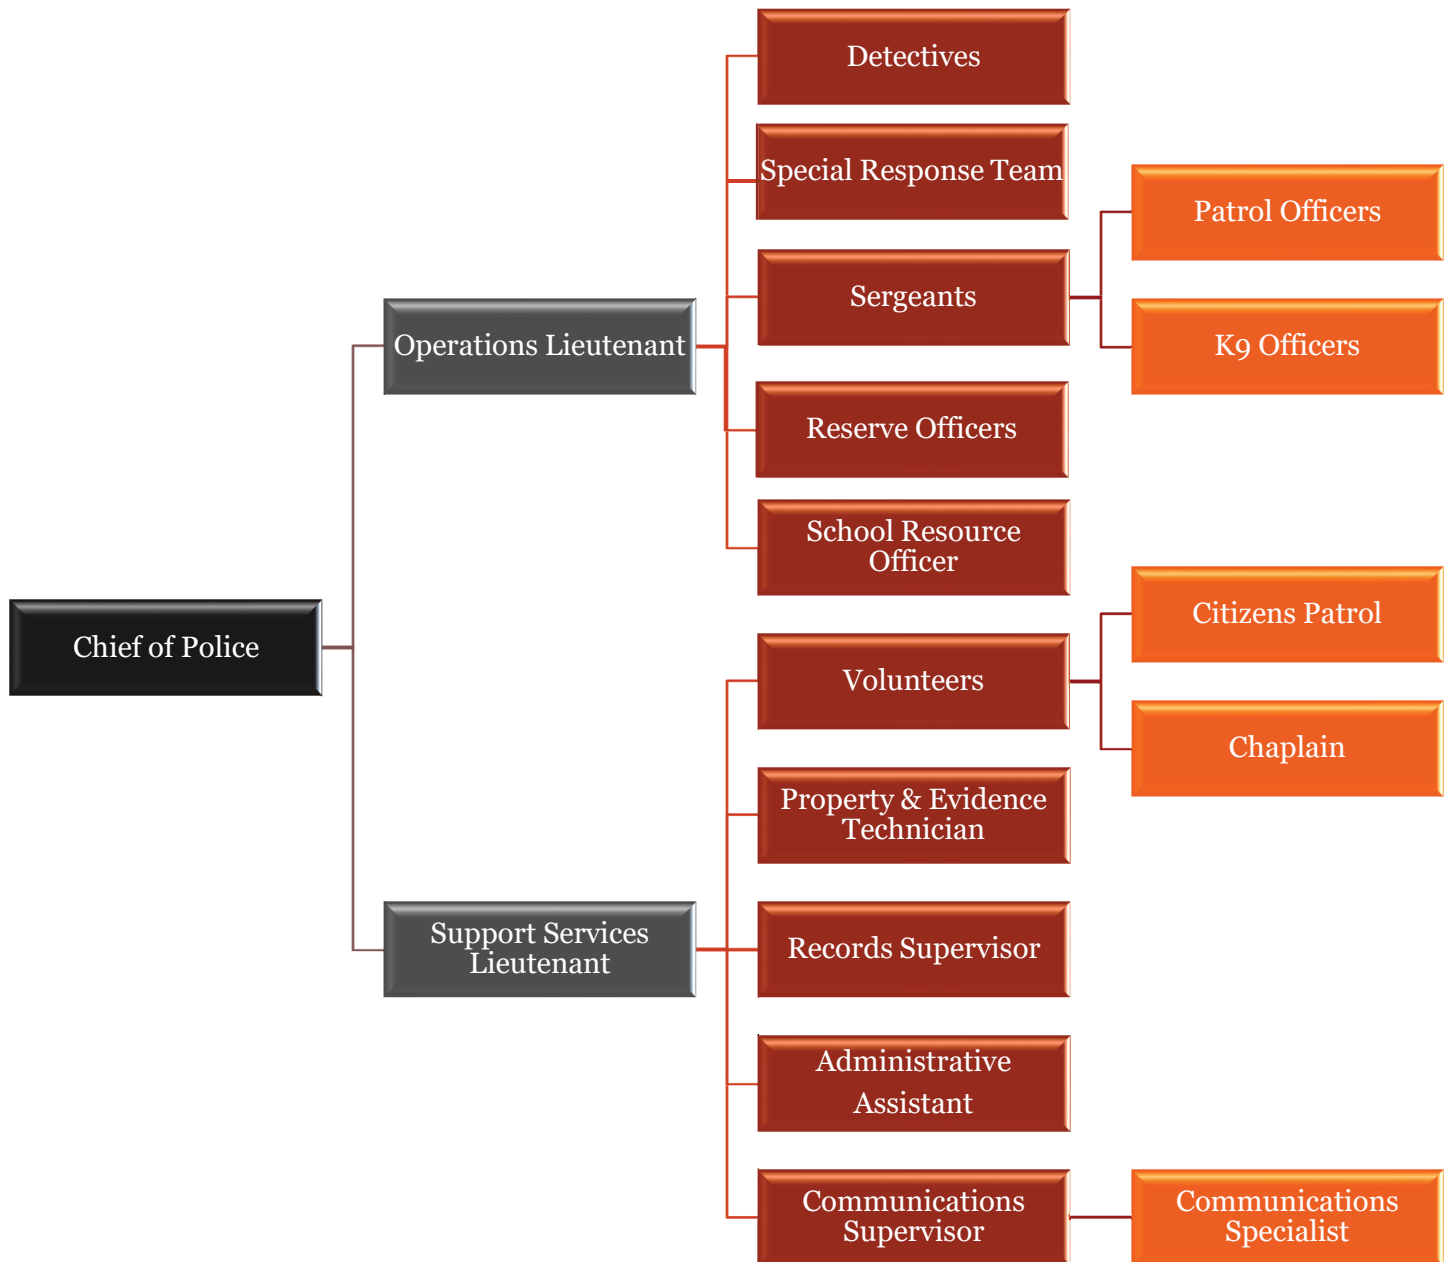 Chief of Police
Operations Lieutenant
Detectives
Special Response Team
Sergeants
Patrol Officers
K9 Officers
Reserve Officers
School Resource
Officer
Support Services
Lieutenant
Volunteers
Citizens Patrol
Chaplain
Property & Evidence
Technician
Records Supervisor
Administrative
Assistant
Communications
Supervisor
Communications
Specialist